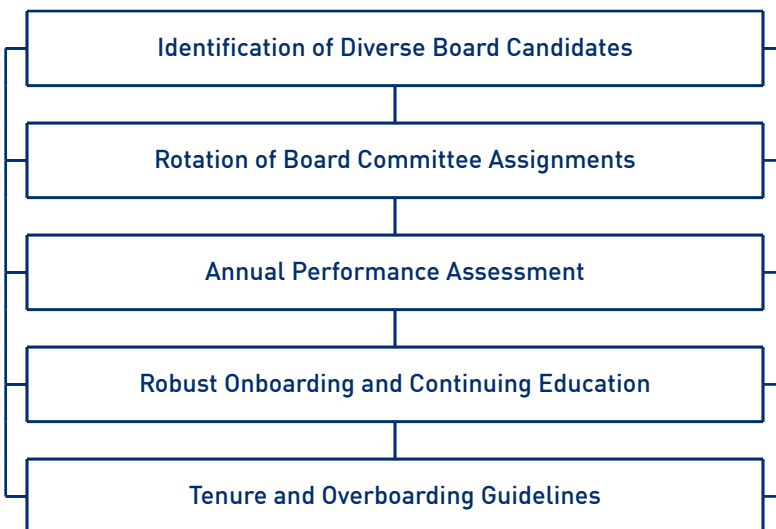 Identification of Diverse Board Candidates
Rotation of Board Committee Assignments
Annual Performance Assessment
Robust Onboarding and Continuing Education
Tenure and Overboarding Guidelines